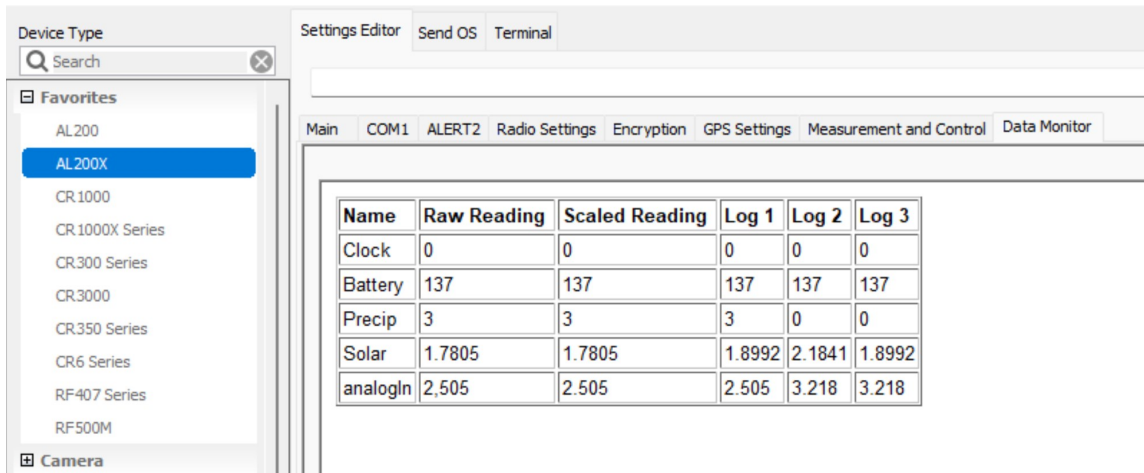 Device Type
Search
Favorites
AL200
AL200X
CR1000
CR1000X Series
CR300 Series
CR3000
CR350 Series
CR6 Series
RF407 Series
RF500M
Camera
Settings Editor Send OS Terminal
Main COM1 ALERT2 Radio Settings Encryption GPS Settings Measurement and Control Data Monitor
Name Raw Reading Scaled Reading Log 1 Log 2 Log 3
Clock 0 0 0 0 0
Battery 137 137 137 137 137
Precip 3 3 3 0 0
Solar 1.7805 1.7805 1.8992 2.1841 1.8992
analogIn 2,505 2.505 2.505 3.218 3.218